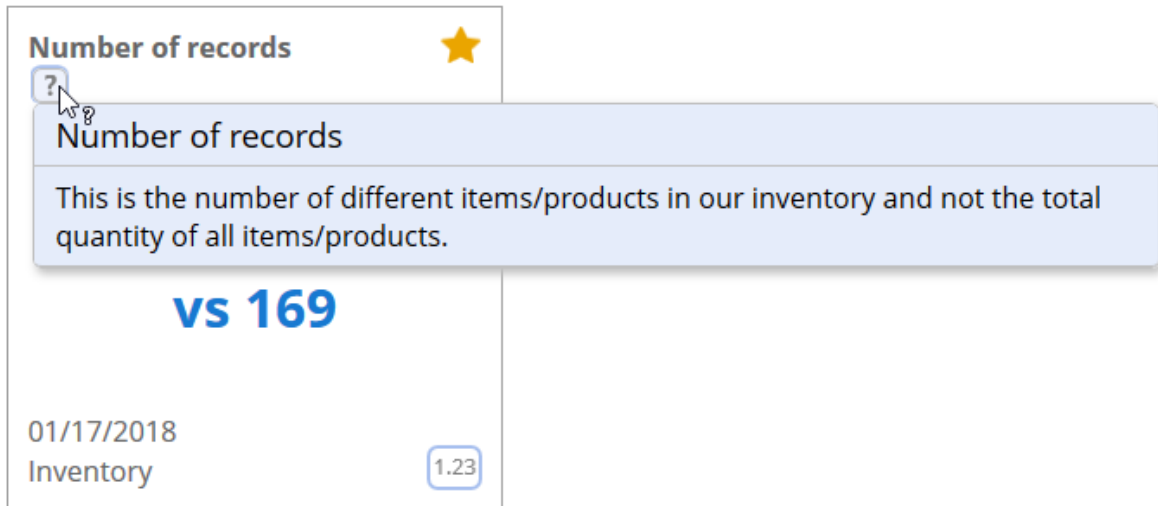 Number of records
?
Number of records
This is the number of different items/products in our inventory and not the total
quantity of all items/products.
vs 169
01/17/2018
Inventory
1.23